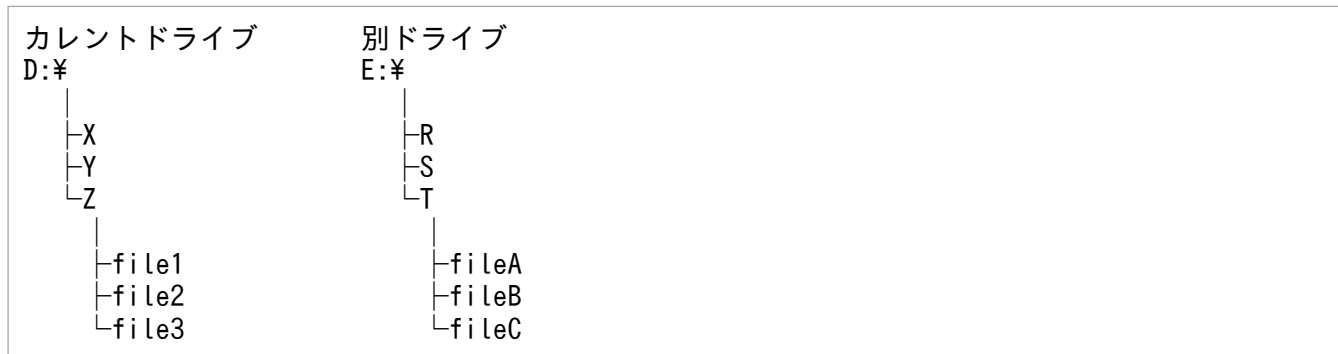 カレントドライブ 別ドライブ
D:¥ E:¥
│ │
├─X ├─R
├─Y ├─S
└─Z └─T
│ │
├─file1 ├─fileA
├─file2 ├─fileB
└─file3 └─fileC